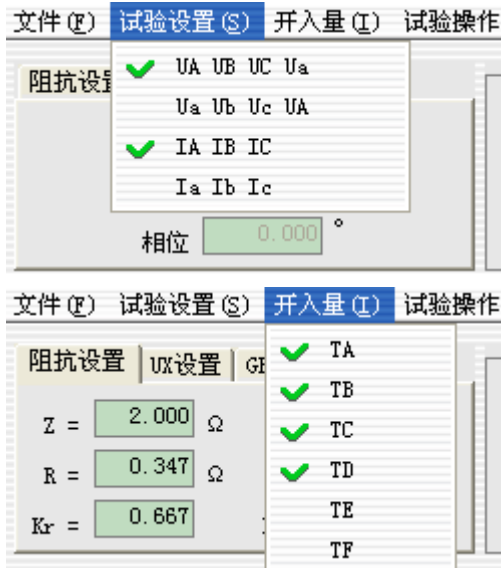 文件(F) 试验设置(S) 开入量(I) 试验操作
UA UB UC Ua
阻抗设
Ua Ub Uc UA
IA IB IC
Ia Ib Ic
相位 0.000 °
文件(F) 试验设置(S) 开入量(I) 试验操作
阻抗设置 UX设置 TA
TB
Z = 2.000 Ω
TC
R = 0.347 Ω TD
Kr = 0.667 TE
TF